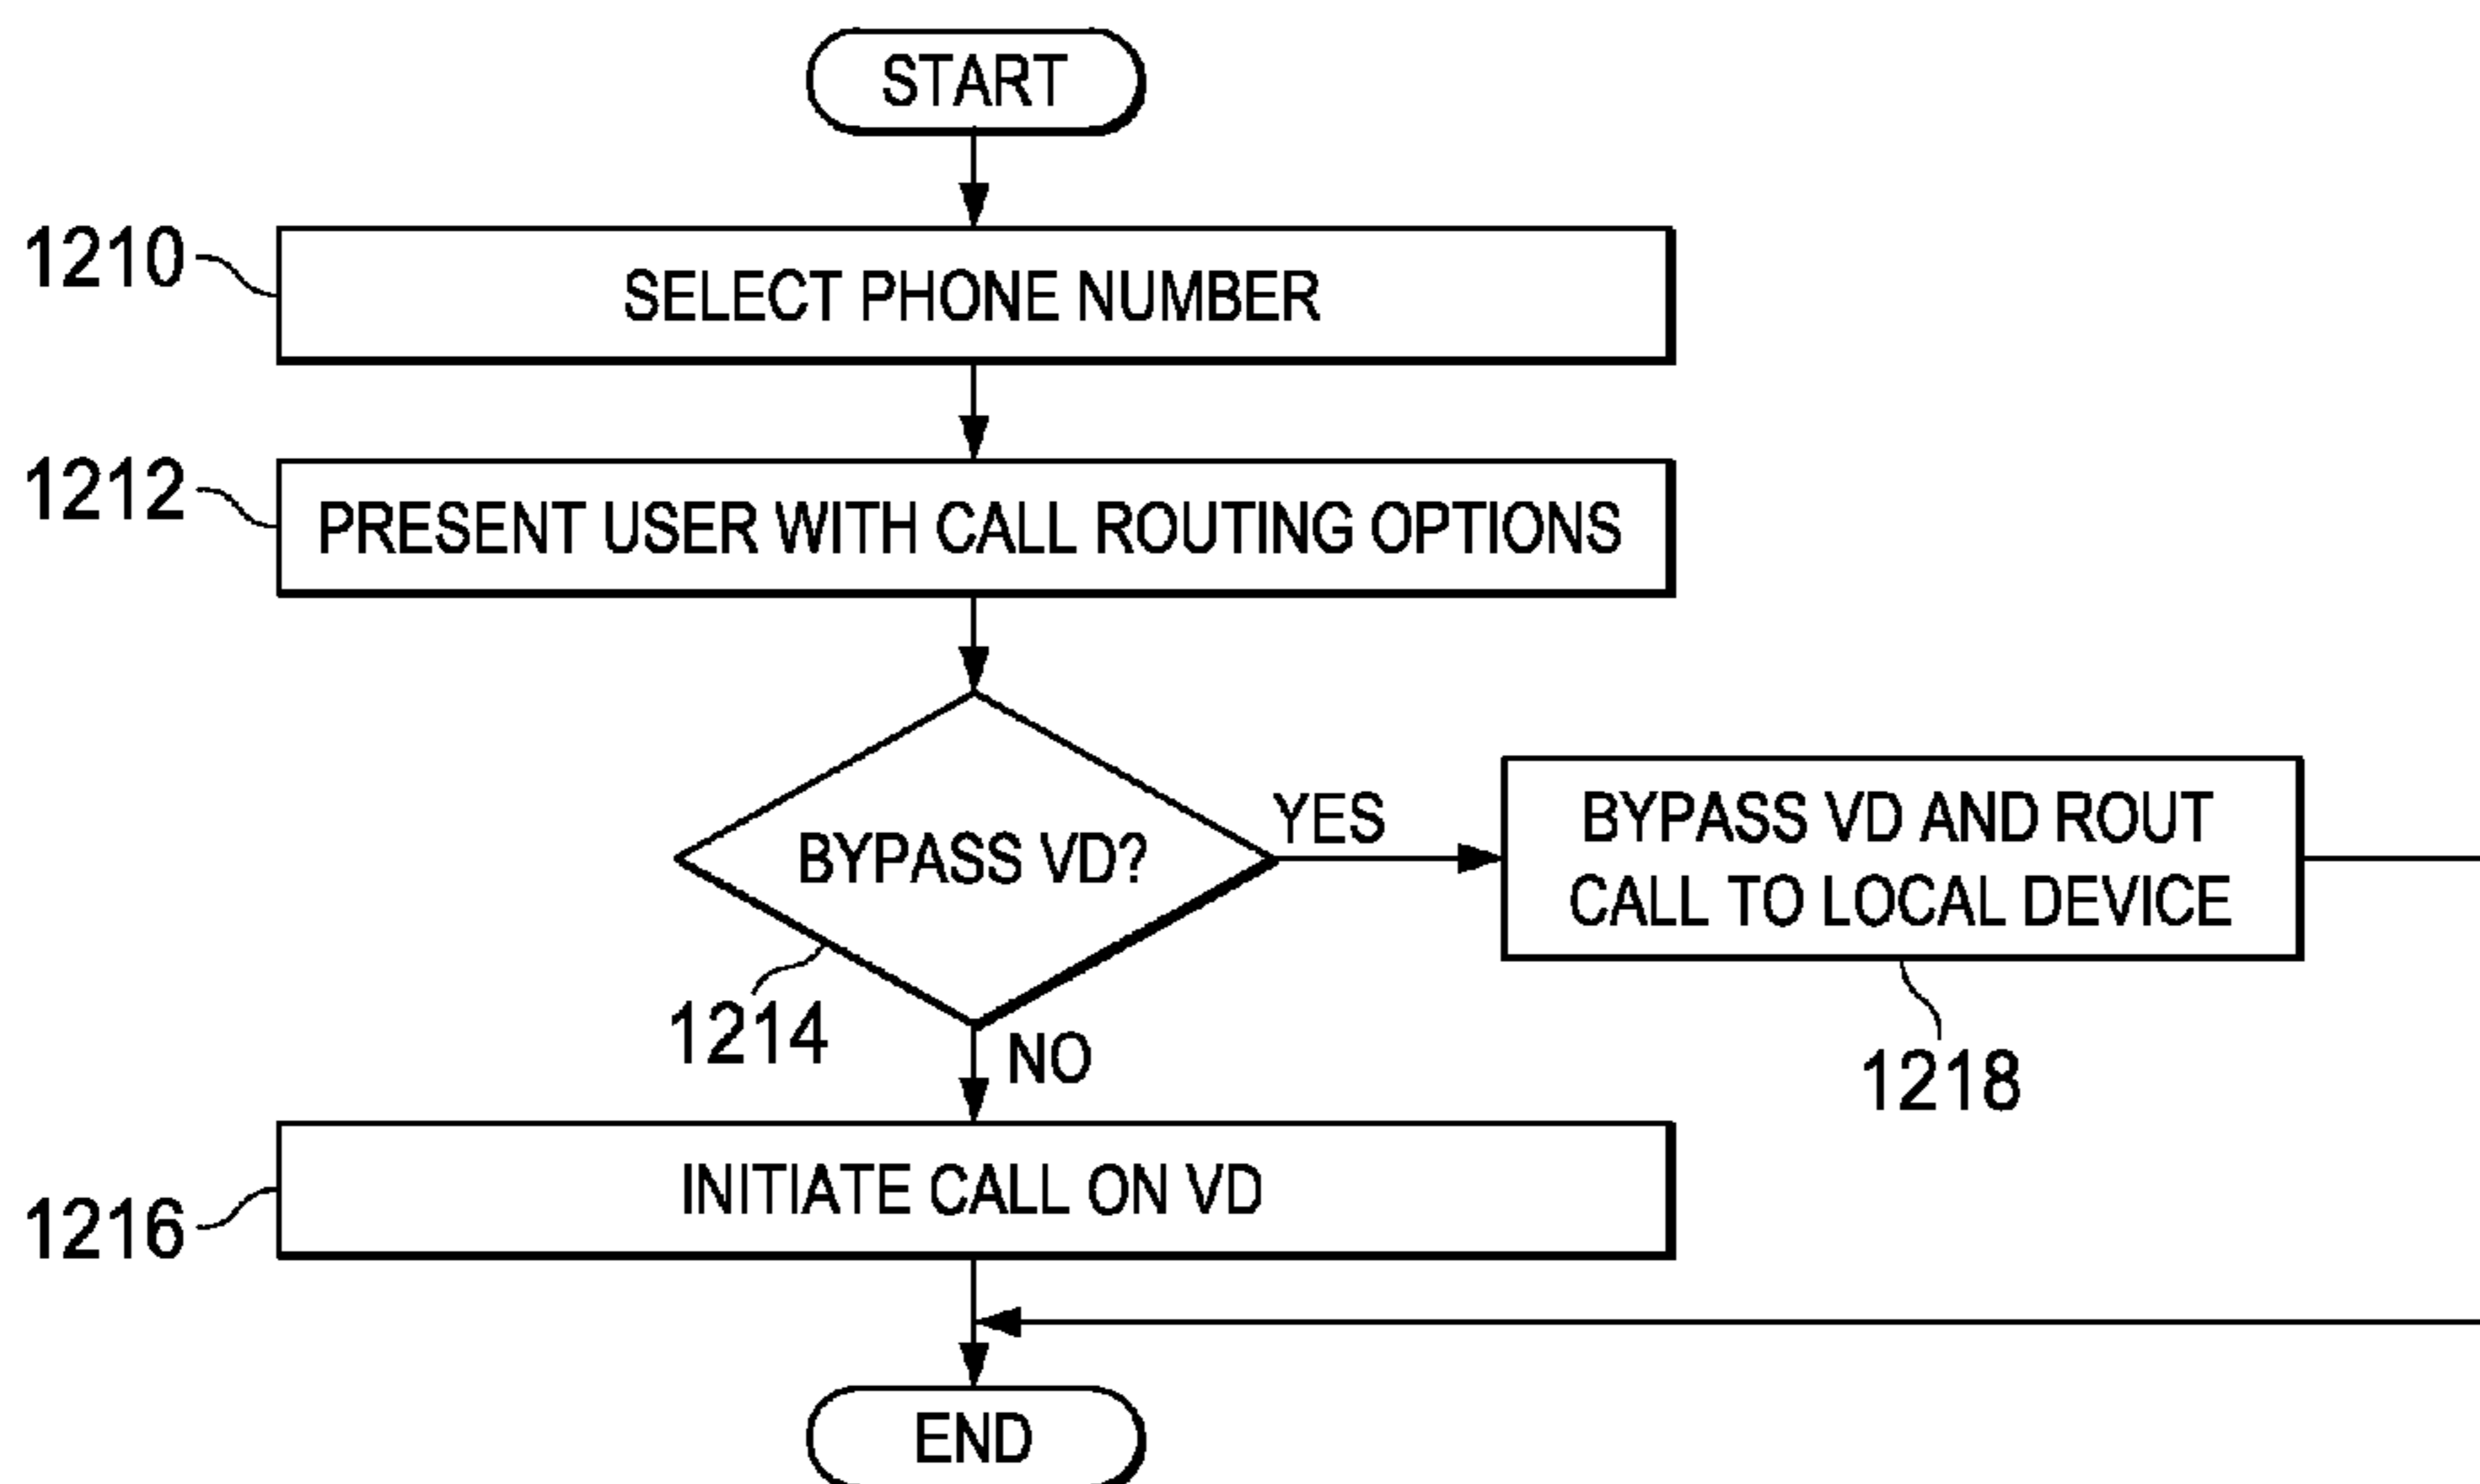 START
1210
SELECT PHONE NUMBER
1212
PRESENT USER WITH CALL ROUTING OPTIONS
BYPASS VD?
YES
BYPASS VD AND ROUT
CALL TO LOCAL DEVICE
1214
NO
1218
1216
INITIATE CALL ON VD
END